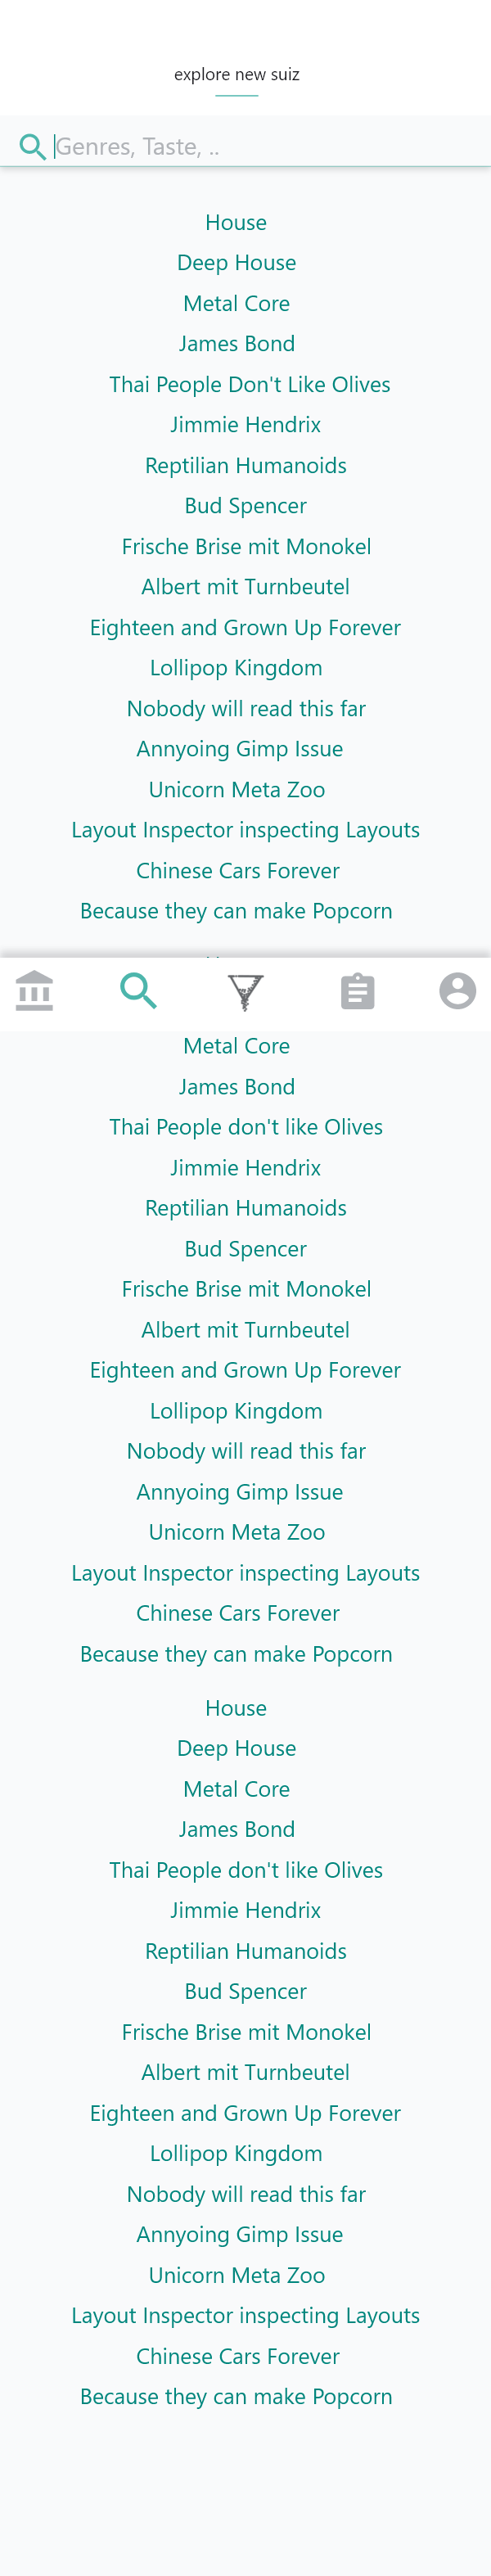 explore new suiz
Genres, Taste, ..
House
Deep House
Metal Core
James Bond
Thai People Don't Like Olives
Jimmie Hendrix
Reptilian Humanoids
Bud Spencer
Frische Brise mit Monokel
Albert mit Turnbeutel
Eighteen and Grown Up Forever
Lollipop Kingdom
Nobody will read this far
Annyoing Gimp Issue
Unicorn Meta Zoo
Layout Inspector inspecting Layouts
Chinese Cars Forever
Because they can make Popcorn
Metal Core
James Bond
Thai People don't like Olives
Jimmie Hendrix
Reptilian Humanoids
Bud Spencer
Frische Brise mit Monokel
Albert mit Turnbeutel
Eighteen and Grown Up Forever
Lollipop Kingdom
Nobody will read this far
Annyoing Gimp Issue
Unicorn Meta Zoo
Layout Inspector inspecting Layouts
Chinese Cars Forever
Because they can make Popcorn
House
Deep House
Metal Core
James Bond
Thai People don't like Olives
Jimmie Hendrix
Reptilian Humanoids
Bud Spencer
Frische Brise mit Monokel
Albert mit Turnbeutel
Eighteen and Grown Up Forever
Lollipop Kingdom
Nobody will read this far
Annyoing Gimp Issue
Unicorn Meta Zoo
Layout Inspector inspecting Layouts
Chinese Cars Forever
Because they can make Popcorn